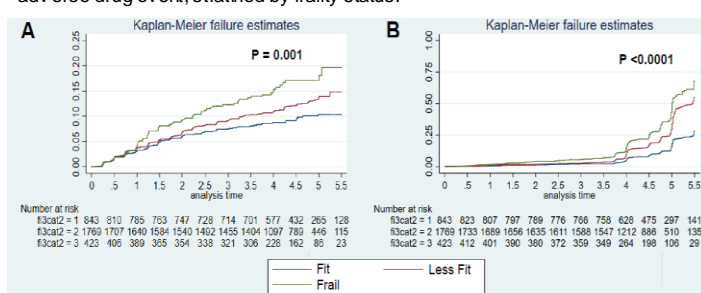 adverse drug event, stratified by frailty status.
A
Kaplan-Meier failure estimates
P = 0.001
0.00 0.05 0.10 0.15 0.20 0.25
0 .5 1 1.5 2 2.5 3 3.5 4 4.5 5 5.5
analysis time
Number at risk
fi3cat2 = 1 843 810 785 763 747 728 714 701 577 432 265 128
fi3cat2 = 2 1769 1707 1640 1584 1540 1492 1455 1404 1097 789 446 115
fi3cat2 = 3 423 406 389 365 354 338 321 306 228 162 86 23
B
Kaplan-Meier failure estimates
P <0.0001
0.00 0.25 0.50 0.75 1.00
0 .5 1 1.5 2 2.5 3 3.5 4 4.5 5 5.5
analysis time
Number at risk
fi3cat2 = 1 843 823 807 797 789 776 766 758 628 475 297 141
fi3cat2 = 2 1769 1733 1689 1656 1635 1611 1588 1547 1212 886 510 135
fi3cat2 = 3 423 412 401 390 380 372 359 349 264 198 106 29
Fit Less Fit
Frail